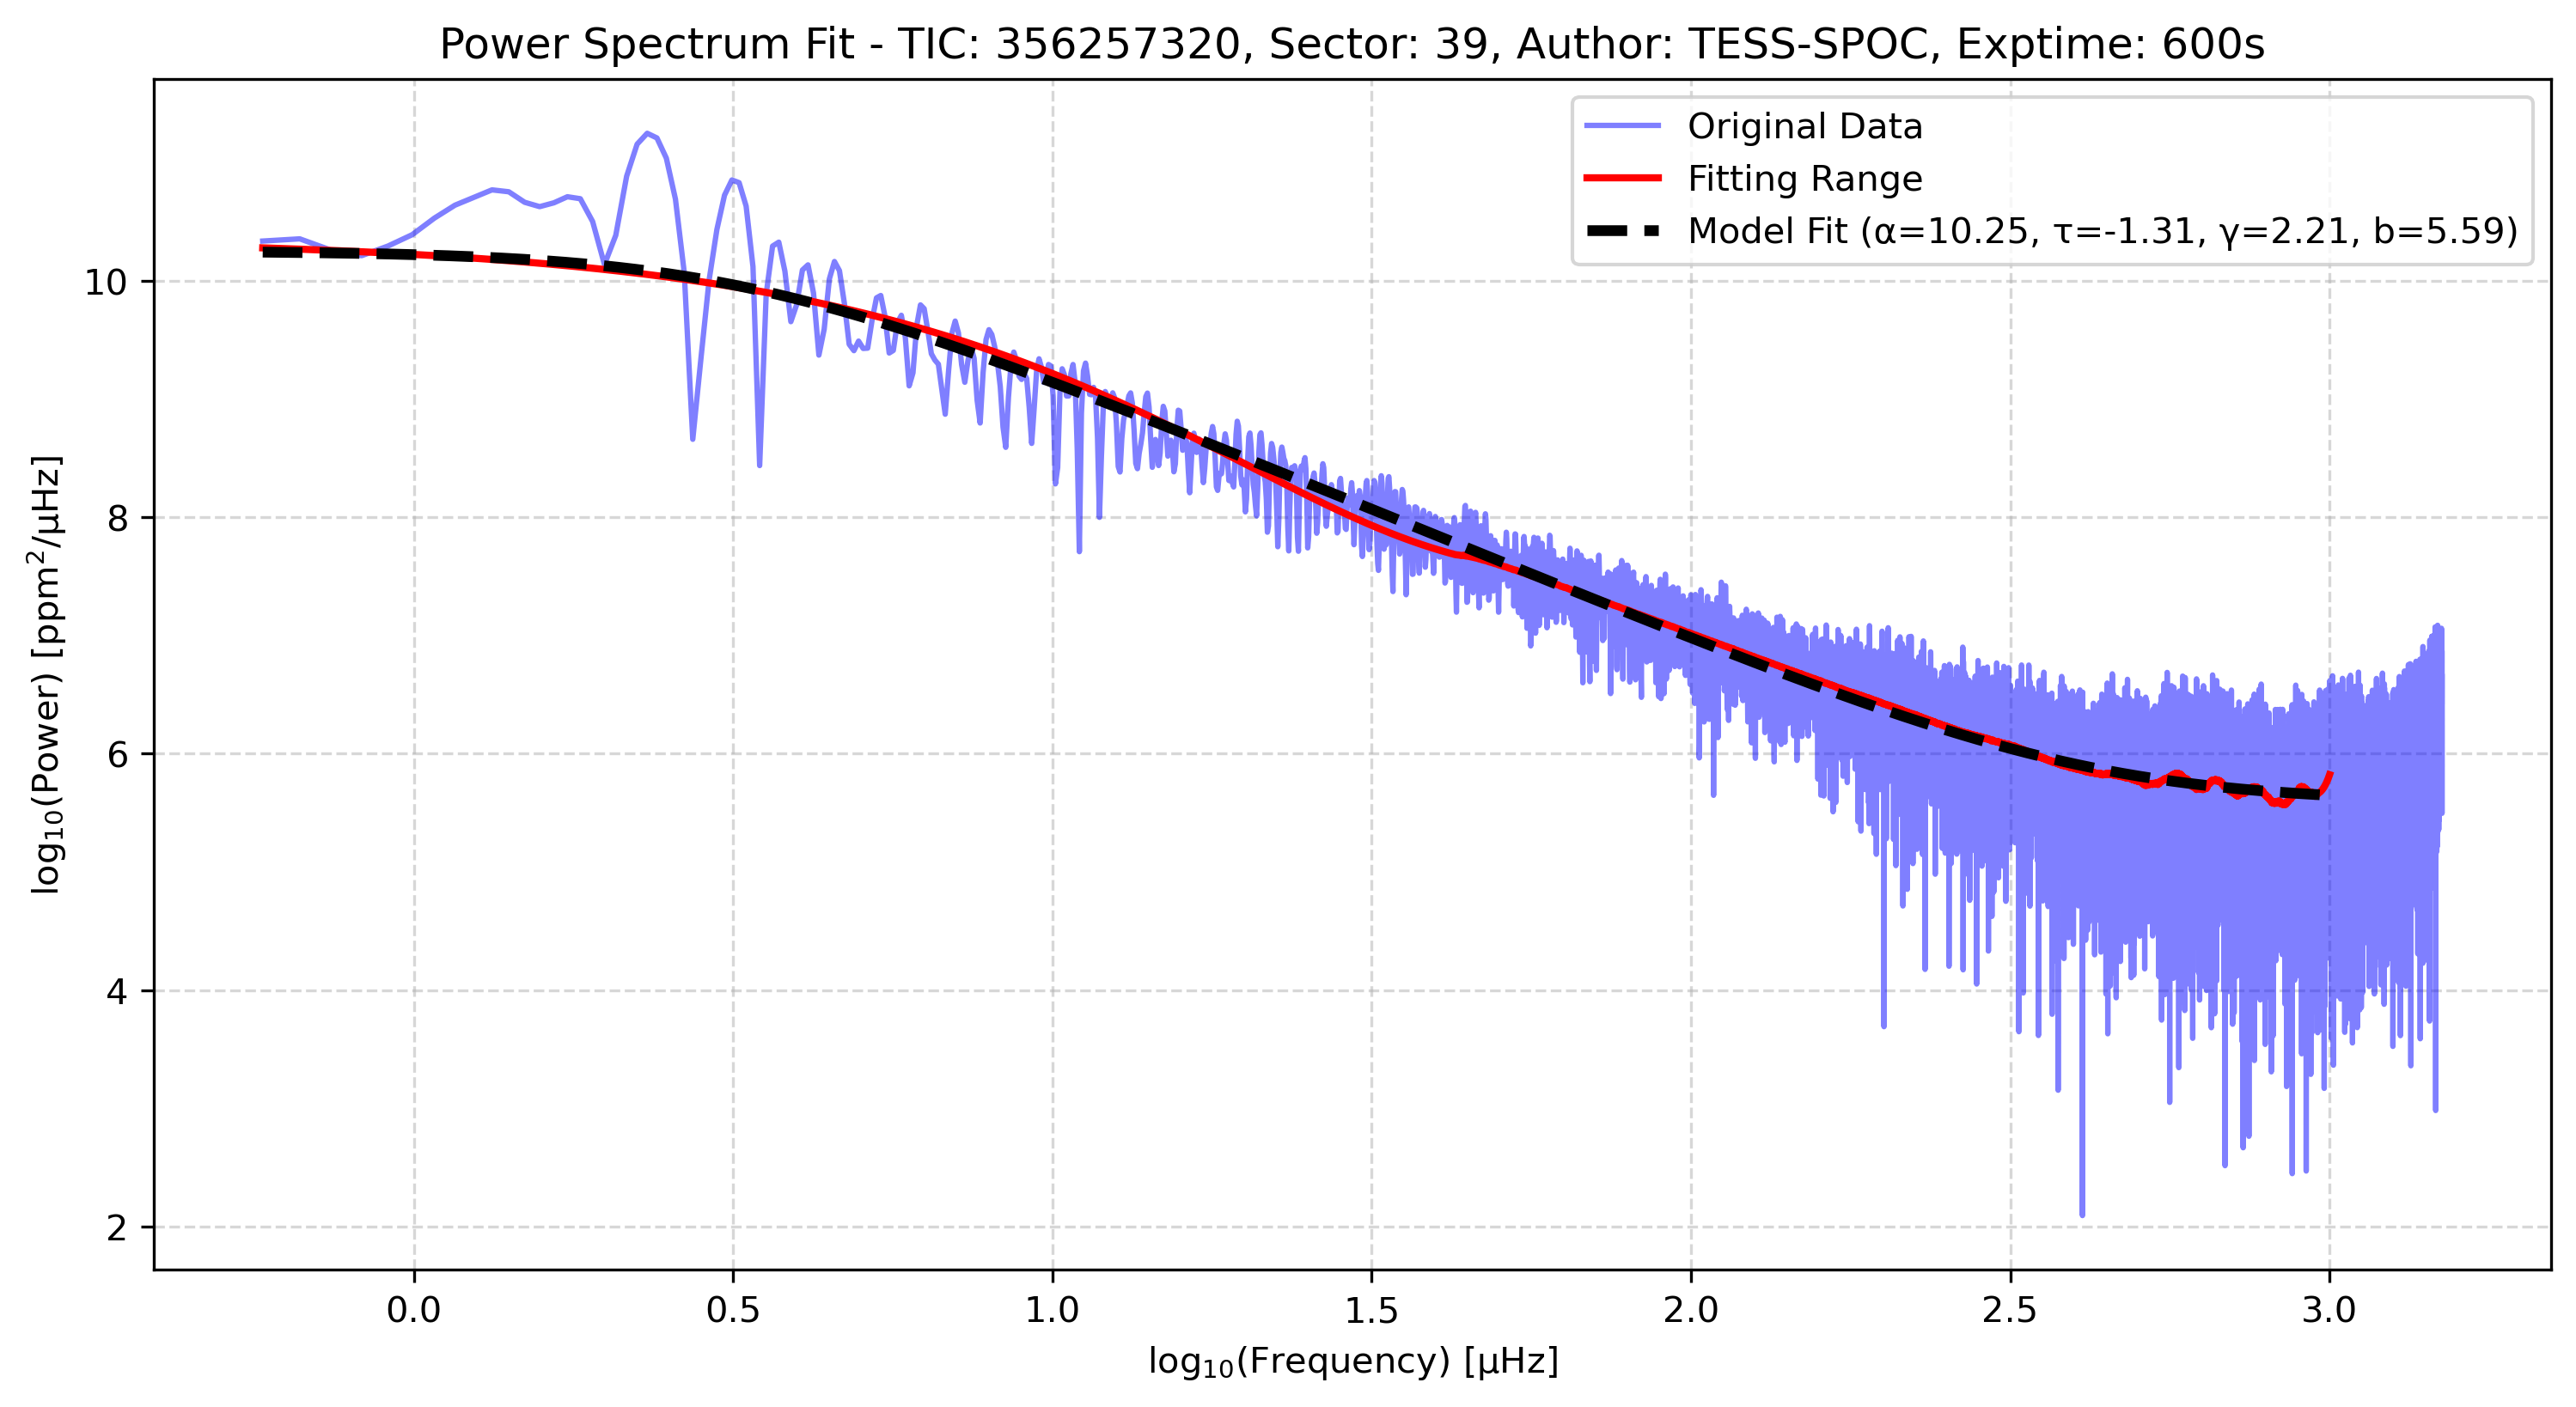 Power Spectrum Fit - TIC: 356257320, Sector: 39, Author: TESS-SPOC, Exptime: 600s
Original Data
Fitting Range
Model Fit (α=10.25, τ=-1.31, γ=2.21, b=5.59)
log₁₀(Power) [ppm²/μHz]
10
8
6
4
2
0.0 0.5 1.0 1.5 2.0 2.5 3.0
log₁₀(Frequency) [μHz]